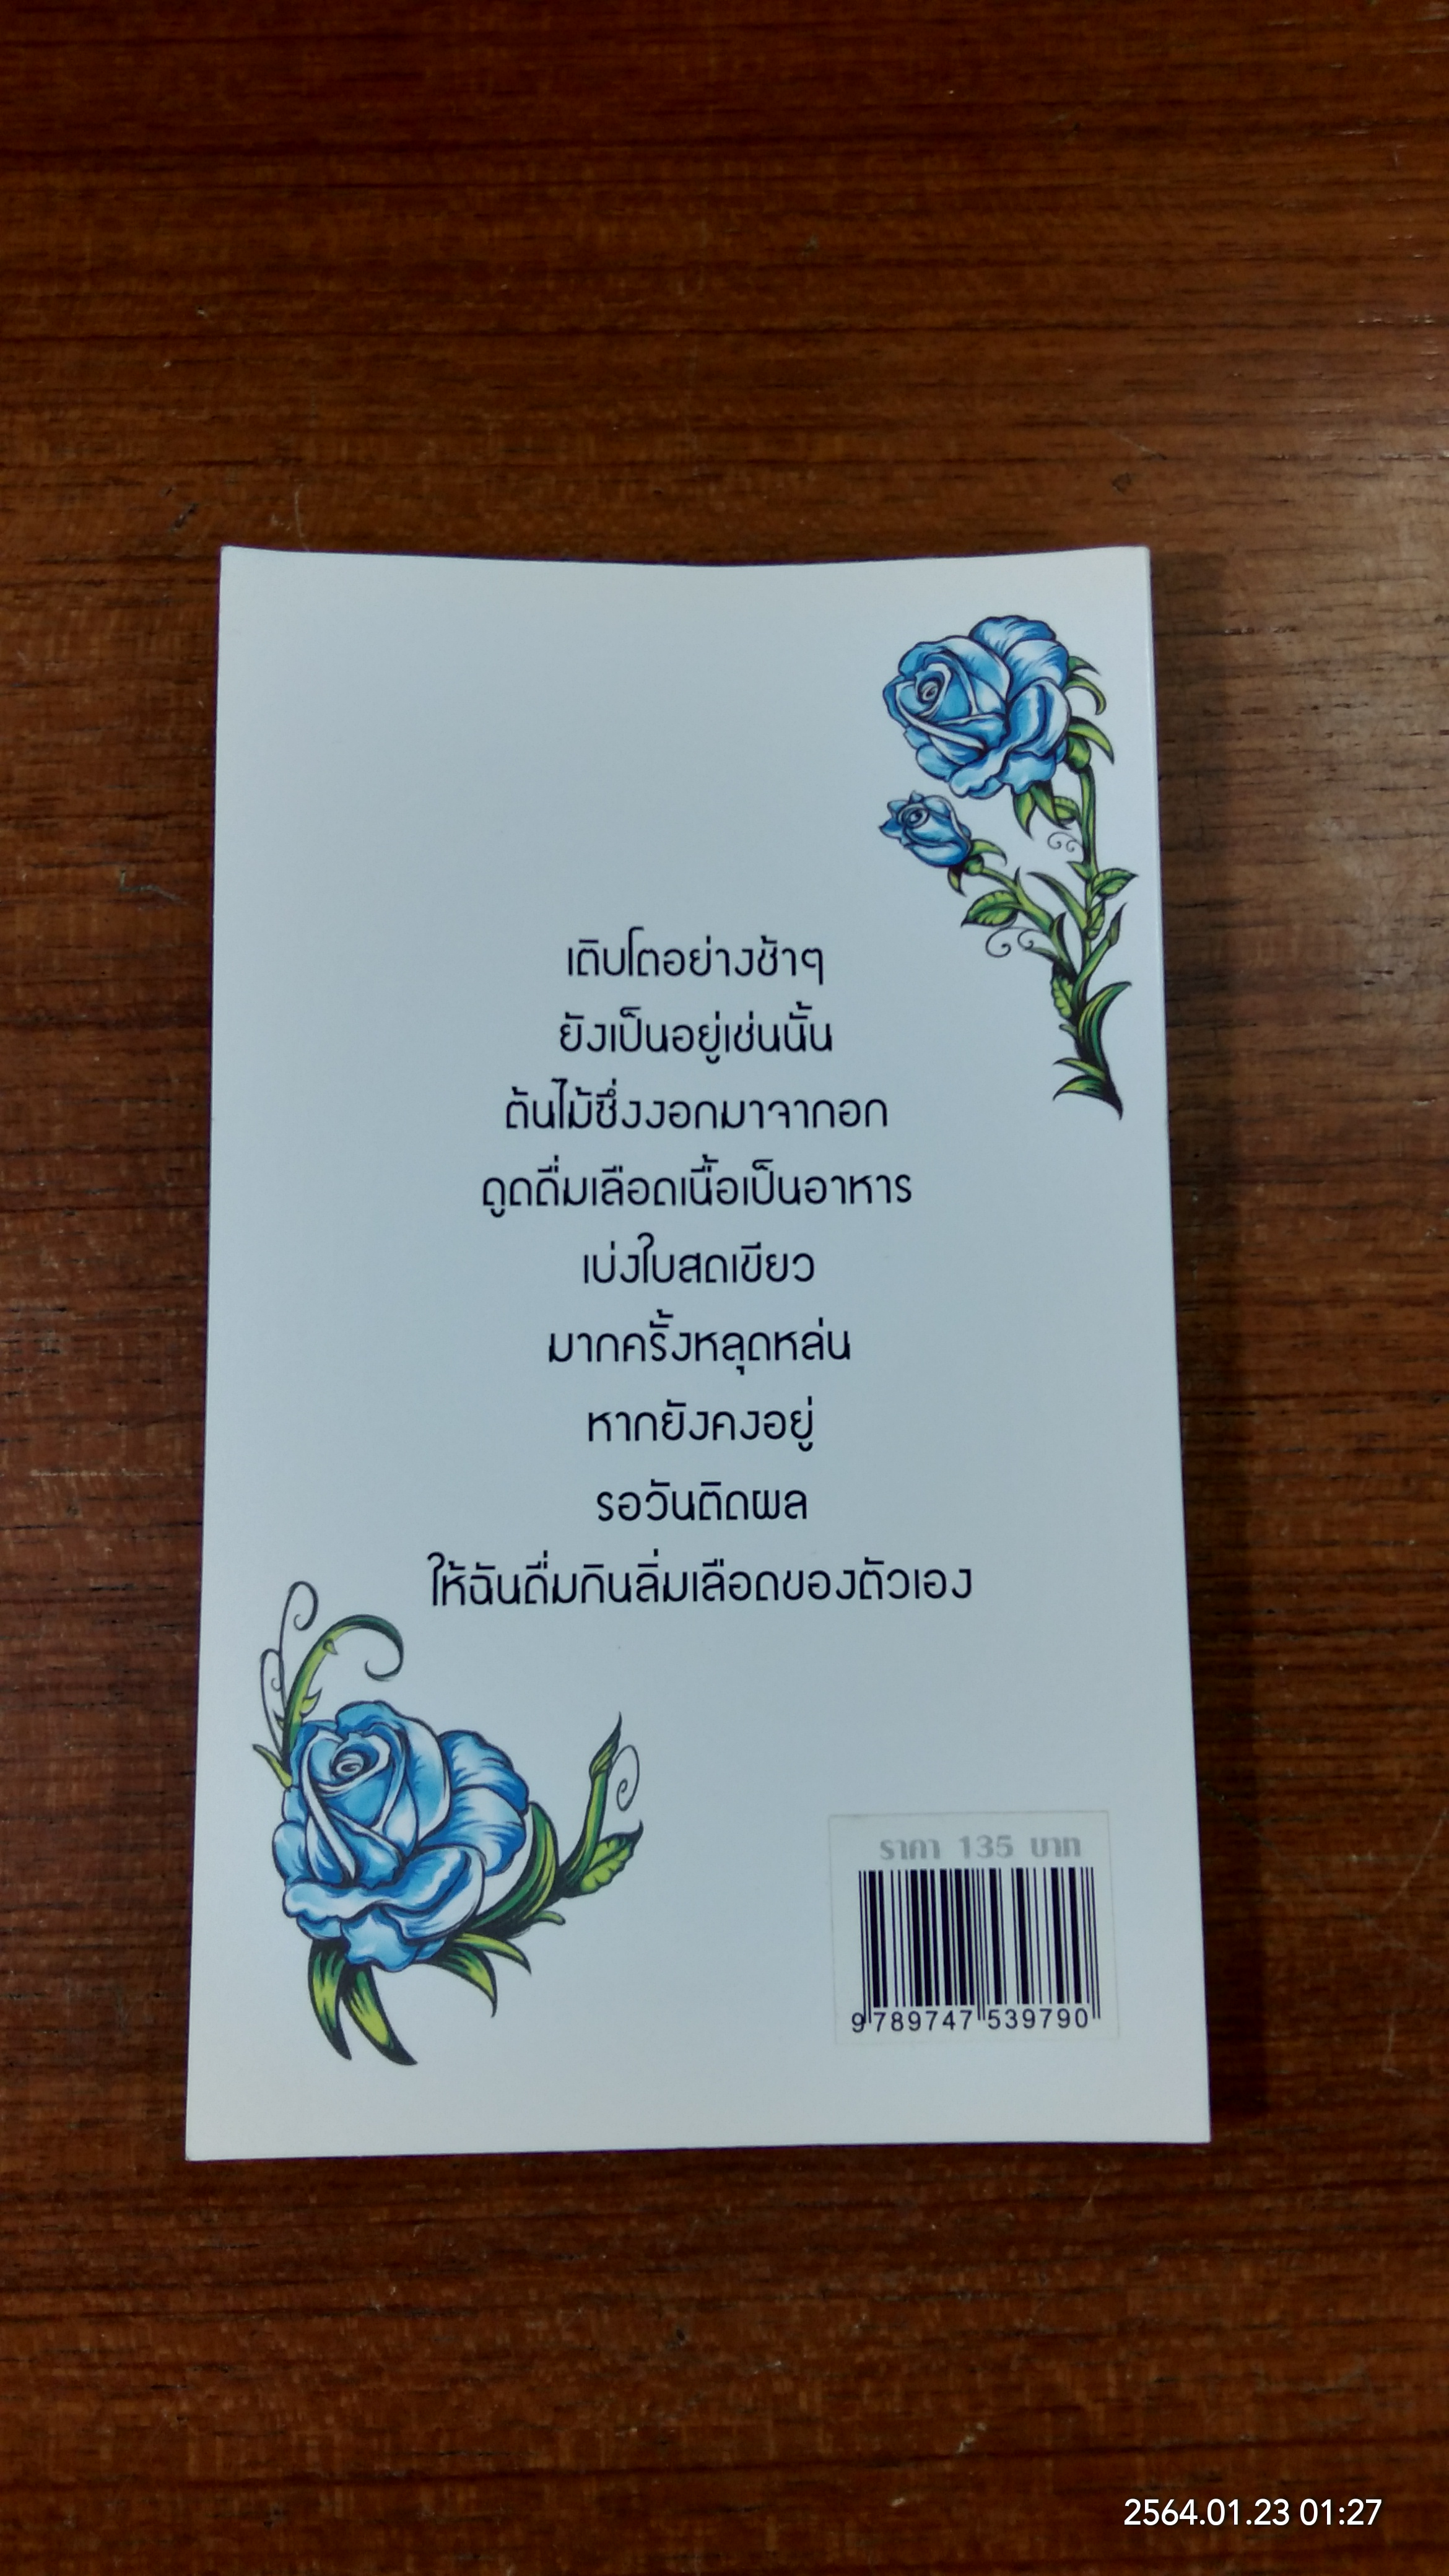 เติบโตอย่างช้าๆ
ยังเป็นอยู่เช่นนั้น
ต้นไม้ซึ่งงอกมาจากอก
ดูดดื่มเลือดเนื้อเป็นอาหาร
เบ่งใบสดเขียว
มากครั้งหลุดหล่น
หากยังคงอยู่
รอวันติดผล
ให้ฉันดื่มกินลิ่มเลือดของตัวเอง
ราคา 135 บาท
9 789747 539790
2564.01.23 01:27